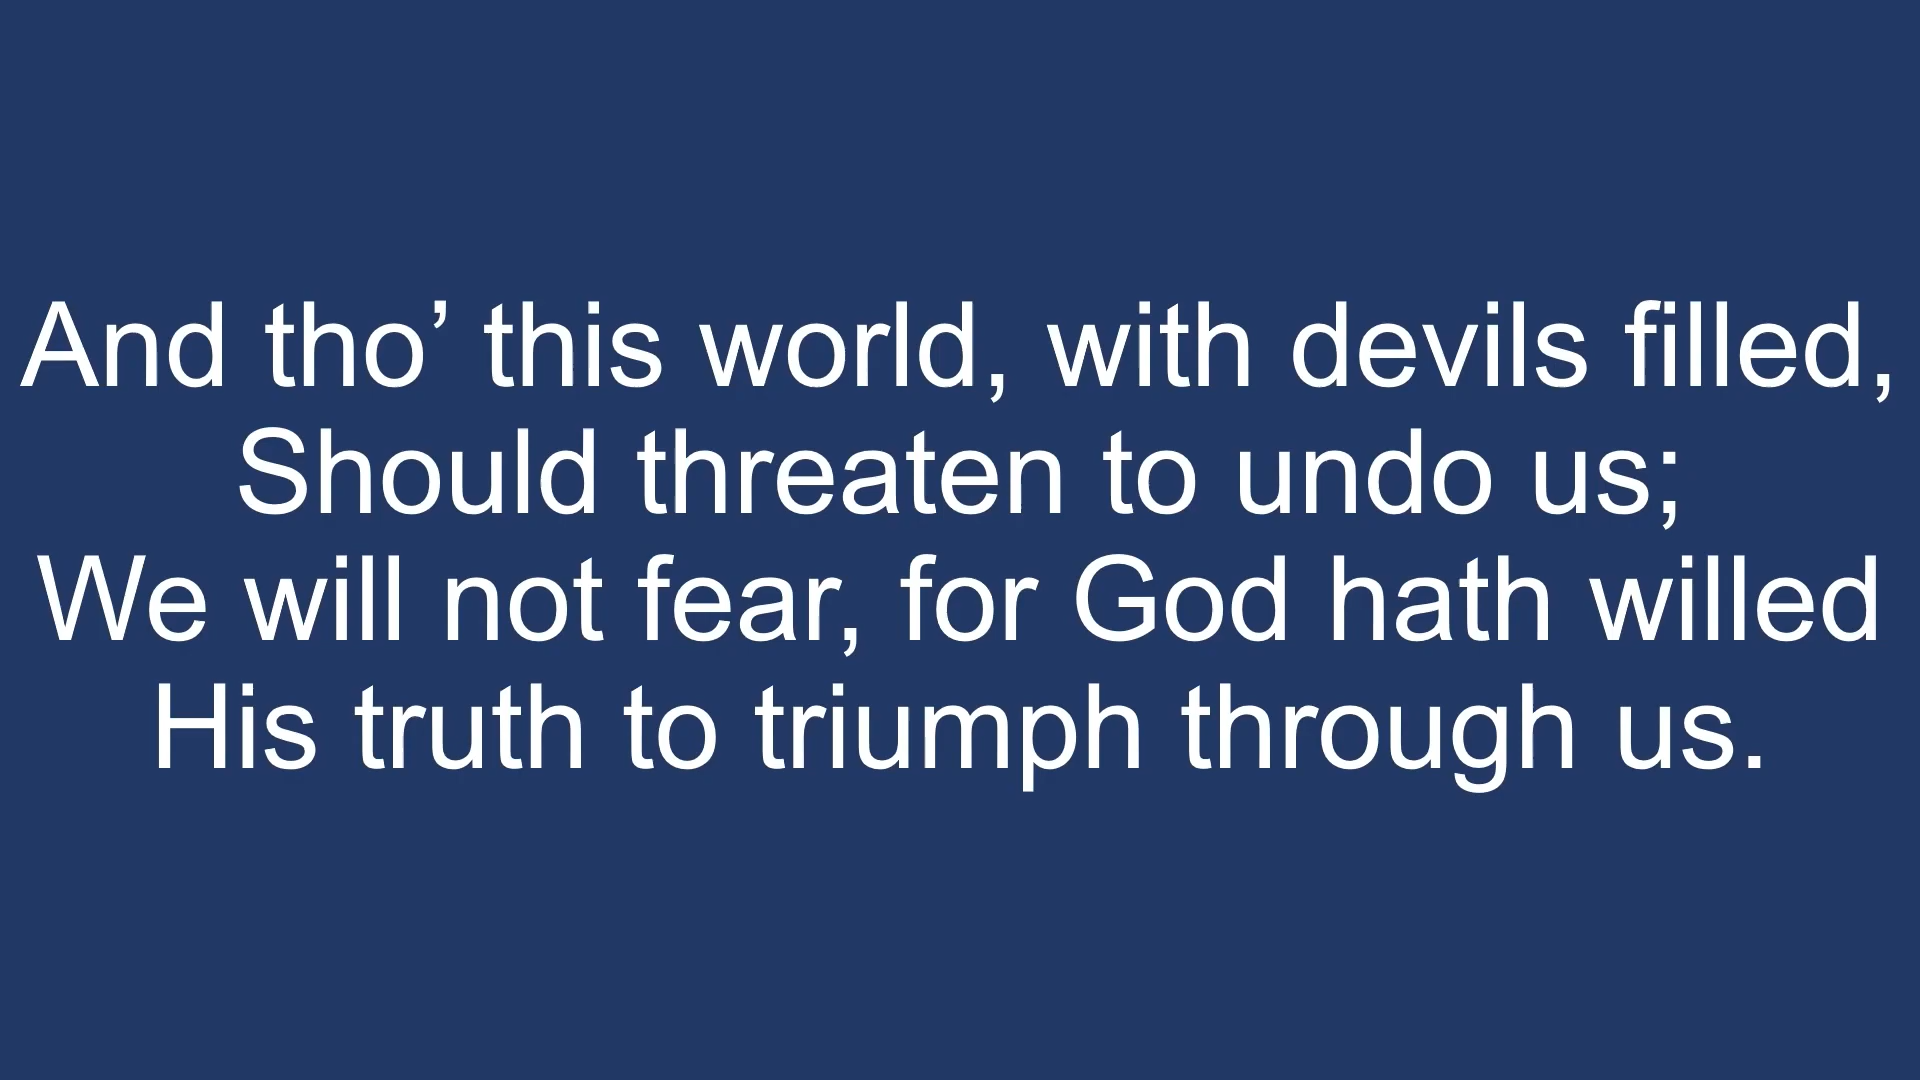 And tho’ this world, with devils filled,
Should threaten to undo us;
We will not fear, for God hath willed
His truth to triumph through us.